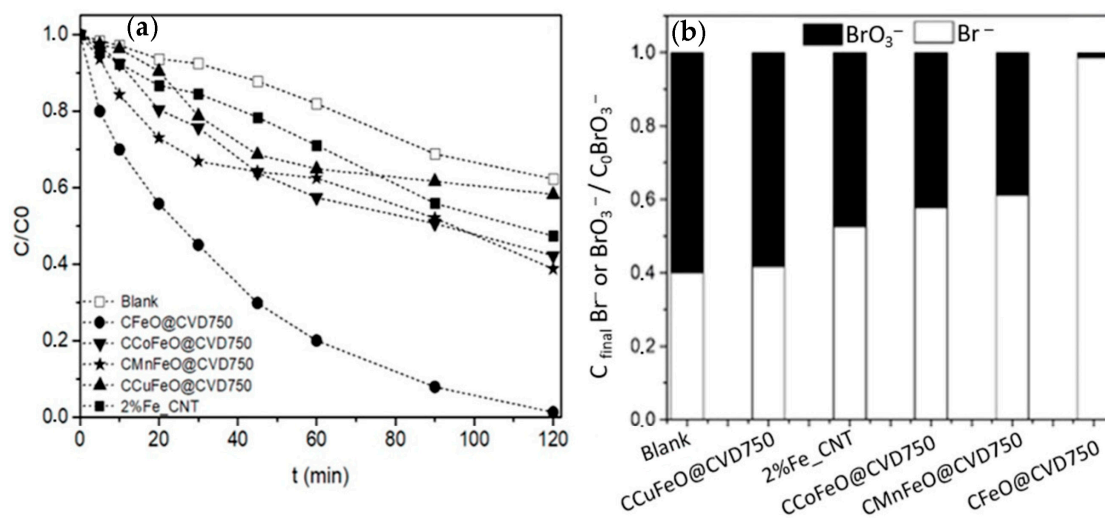 (a)
C/C0
1.0
0.8
0.6
0.4
0.2
0.0
Blank
CFeO@CVD750
CCoFeO@CVD750
CMnFeO@CVD750
CCuFeO@CVD750
2%Fe_CNT
0 20 40 60 80 100 120
t (min)
(b)
BrO₃⁻ Br⁻
C final Br⁻ or BrO₃⁻ / C₀BrO₃⁻
1.0
0.8
0.6
0.4
0.2
0.0
Blank
CCuFeO@CVD750
2%Fe_CNT
CCoFeO@CVD750
CMnFeO@CVD750
CFeO@CVD750